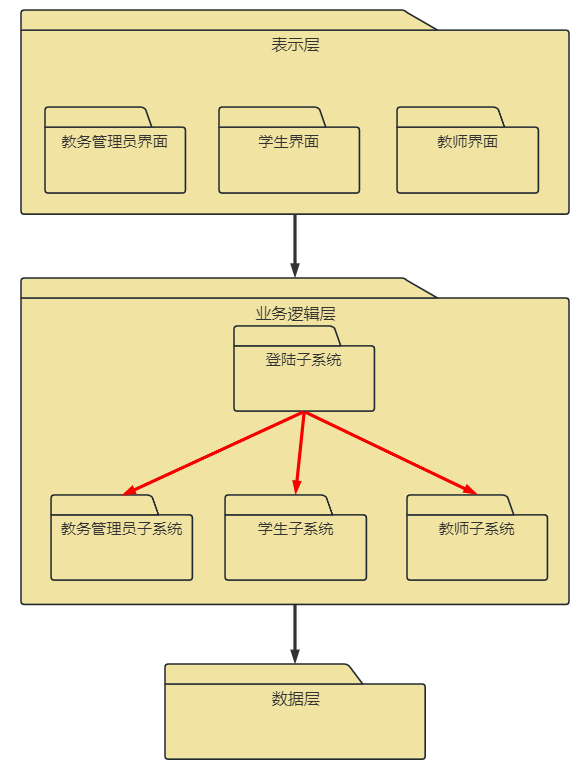 表示层
教务管理员界面
学生界面
教师界面
业务逻辑层
登陆子系统
教务管理员子系统
学生子系统
教师子系统
数据层